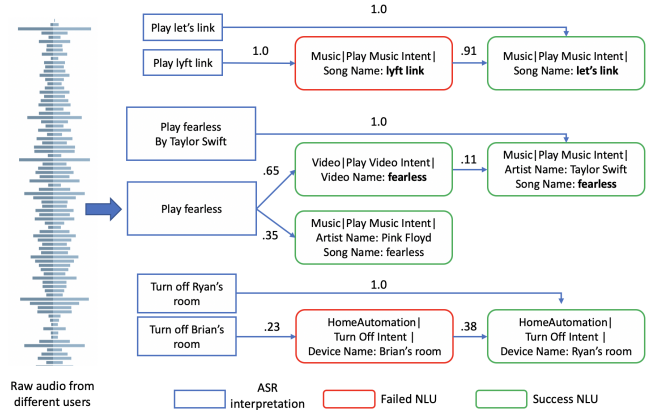 Play let's link
1.0
Play lyft link
1.0
Music|Play Music Intent|
Song Name: lyft link
.91
Music|Play Music Intent|
Song Name: let's link
Play fearless
By Taylor Swift
1.0
Play fearless
.65
Video|Play Video Intent|
Video Name: fearless
.11
Music|Play Music Intent|
Artist Name: Taylor Swift
Song Name: fearless
.35
Music|Play Music Intent|
Artist Name: Pink Floyd
Song Name: fearless
Turn off Ryan's
room
1.0
Turn off Brian's
room
.23
HomeAutomation|
Turn Off Intent |
Device Name: Brian's room
.38
HomeAutomation|
Turn Off Intent |
Device Name: Ryan's room
Raw audio from
different users
ASR
interpretation
Failed NLU
Success NLU